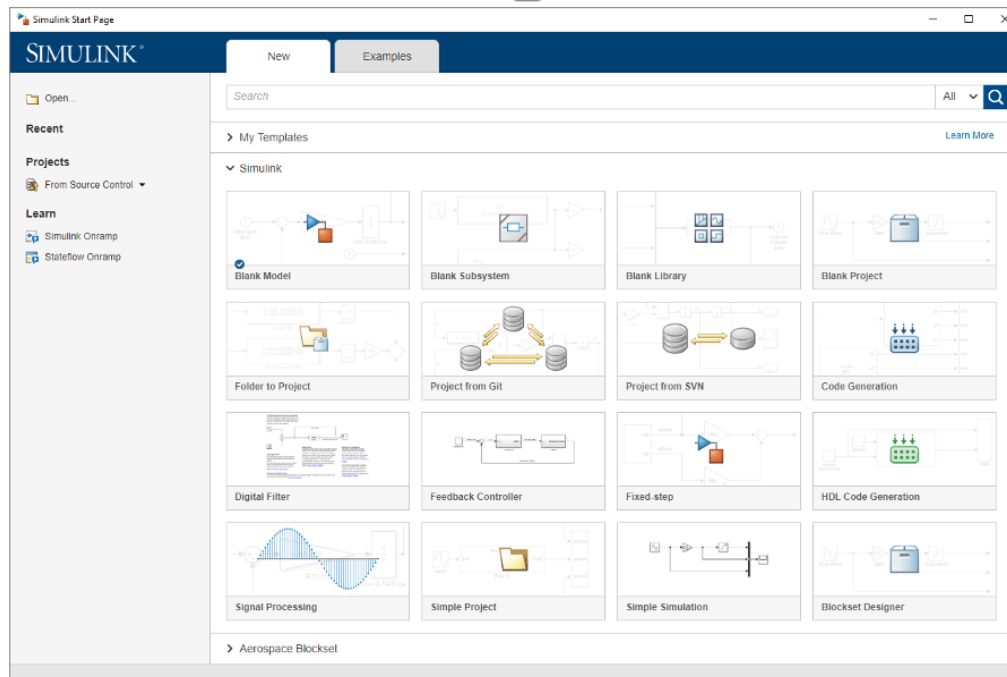 Simulink Start Page
SIMULINK®
New
Examples
Open...
Recent
Projects
From Source Control
Learn
Simulink Onramp
Stateflow Onramp
Search
All
My Templates
Learn More
Simulink
Blank Model
Blank Subsystem
Blank Library
Blank Project
Folder to Project
Project from Git
Project from SVN
Code Generation
Digital Filter
Feedback Controller
Fixed-step
HDL Code Generation
Signal Processing
Simple Project
Simple Simulation
Blockset Designer
Aerospace Blockset